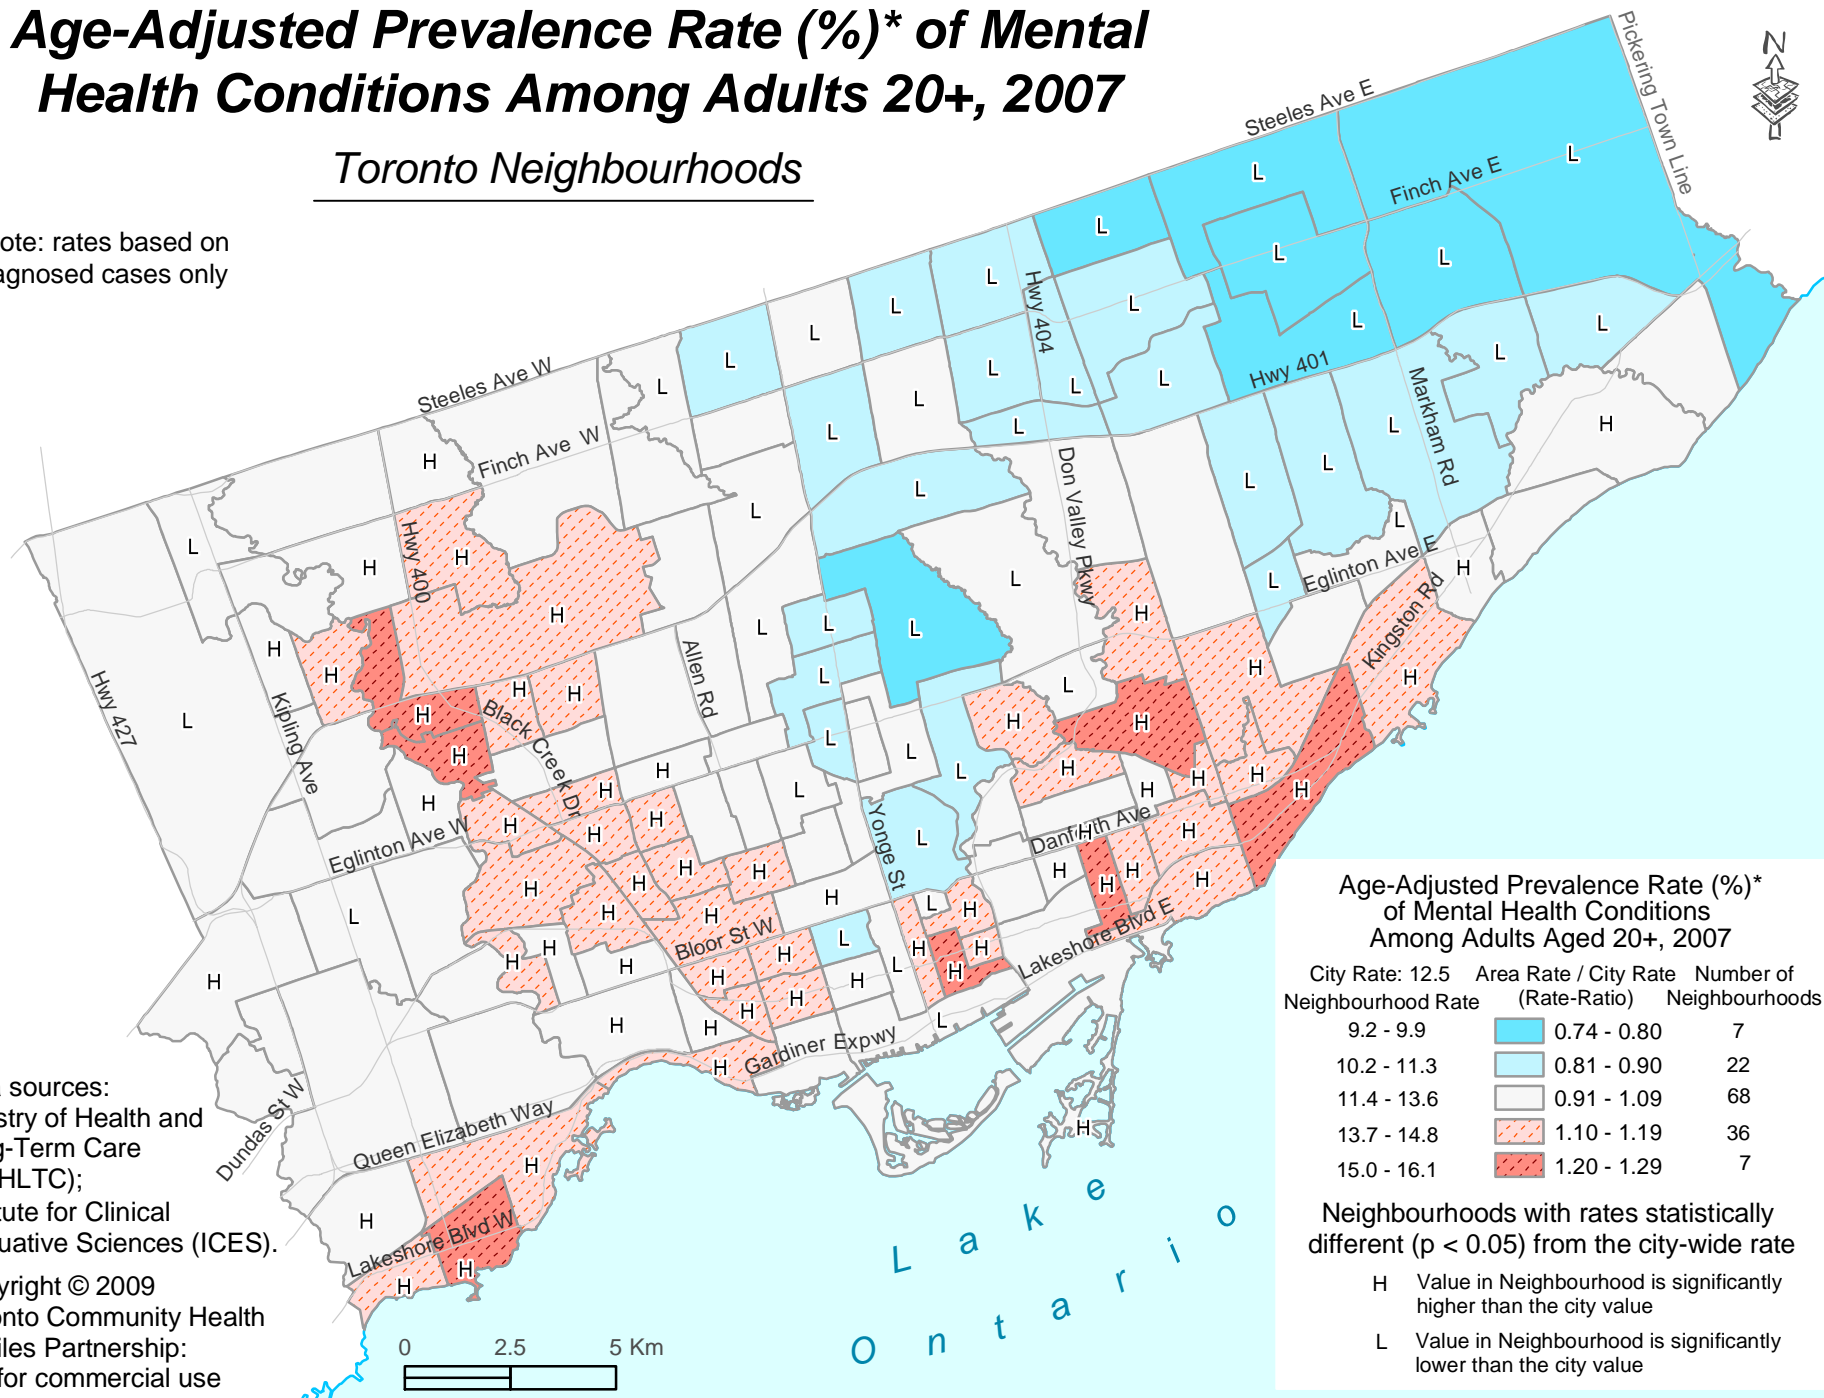 Age-Adjusted Prevalence Rate (%)* of Mental
Health Conditions Among Adults 20+, 2007
Toronto Neighbourhoods
ote: rates based on
agnosed cases only
N
Pickering Town Line
Steeles Ave E
Finch Ave E
Hwy 404
Hwy 401
Markham Rd
Steeles Ave W
Finch Ave W
Hwy 400
Don Valley Pkwy
Eglinton Ave E
Kingston Rd
Hwy 427
Kipling Ave
Allen Rd
Black Creek Dr
Eglinton Ave W
Yonge St
Danforth Ave
Bloor St W
Lakeshore Blvd E
Gardiner Expwy
Dundas St W
Queen Elizabeth Way
Lakeshore Blvd W
Lake
Ontario
sources:
stry of Health and
g-Term Care
HLTC);
tute for Clinical
uative Sciences (ICES).
yright © 2009
onto Community Health
iles Partnership:
for commercial use
0 2.5 5 Km
Age-Adjusted Prevalence Rate (%)*
of Mental Health Conditions
Among Adults Aged 20+, 2007
City Rate: 12.5 Area Rate / City Rate Number of
Neighbourhood Rate (Rate-Ratio) Neighbourhoods
9.2 - 9.9 0.74 - 0.80 7
10.2 - 11.3 0.81 - 0.90 22
11.4 - 13.6 0.91 - 1.09 68
13.7 - 14.8 1.10 - 1.19 36
15.0 - 16.1 1.20 - 1.29 7
Neighbourhoods with rates statistically
different (p < 0.05) from the city-wide rate
H Value in Neighbourhood is significantly
higher than the city value
L Value in Neighbourhood is significantly
lower than the city value